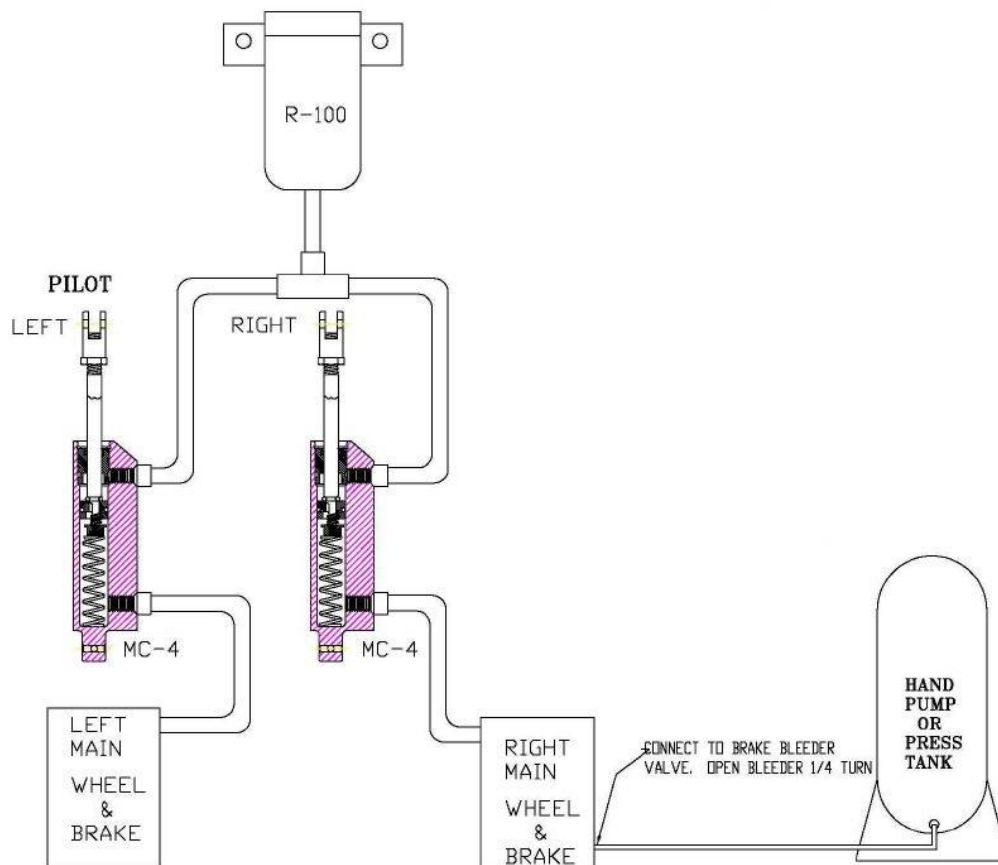 R-100
PILOT
LEFT
RIGHT
MC-4
MC-4
LEFT
MAIN
WHEEL
&
BRAKE
RIGHT
MAIN
WHEEL
&
BRAKE
CONNECT TO BRAKE BLEEDER
VALVE. OPEN BLEEDER 1/4 TURN
HAND
PUMP
OR
PRESS
TANK